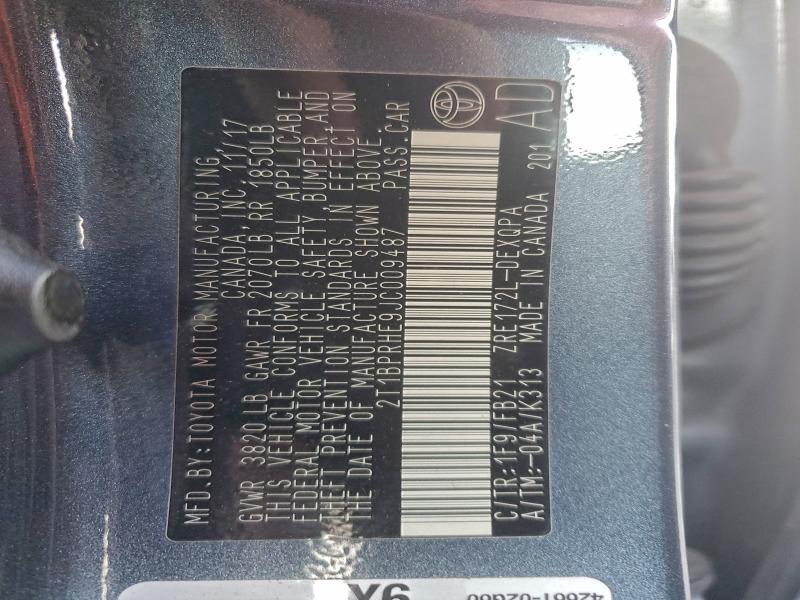 MFD.BY:TOYOTA MOTOR MANUFACTURING
CANADA,INC. 11/17
GVWR 3820LB GAWR FR 2070LB RR 1850LB
THIS VEHICLE CONFORMS TO ALL APPLICABLE
FEDERAL MOTOR VEHICLE SAFETY,BUMPER,AND
THEFT PREVENTION STANDARDS IN EFFECT ON
THE DATE OF MANUFACTURE SHOWN ABOVE.
2T1BPRHE9JC009487 PASS.CAR
C/TR:1F9/FB21 ZRE172L-DEXQPA
A/TM:-04A/K313 MADE IN CANADA 201 AD